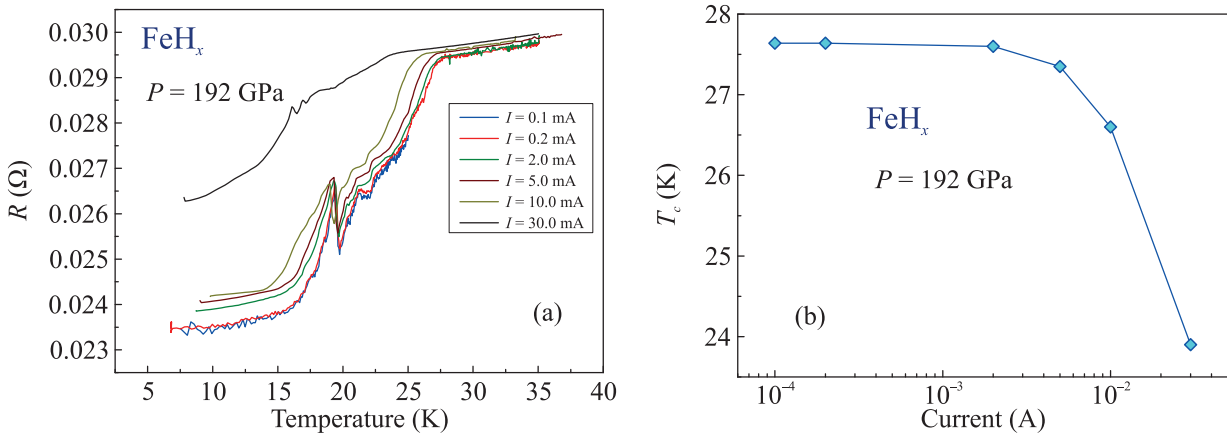 FeHₓ
P = 192 GPa
I = 0.1 mA
I = 0.2 mA
I = 2.0 mA
I = 5.0 mA
I = 10.0 mA
I = 30.0 mA
(a)
R (Ω)
0.030
0.029
0.028
0.027
0.026
0.025
0.024
0.023
5 10 15 20 25 30 35 40
Temperature (K)
FeHₓ
P = 192 GPa
(b)
T_c (K)
28
27
26
25
24
10⁻⁴ 10⁻³ 10⁻²
Current (A)